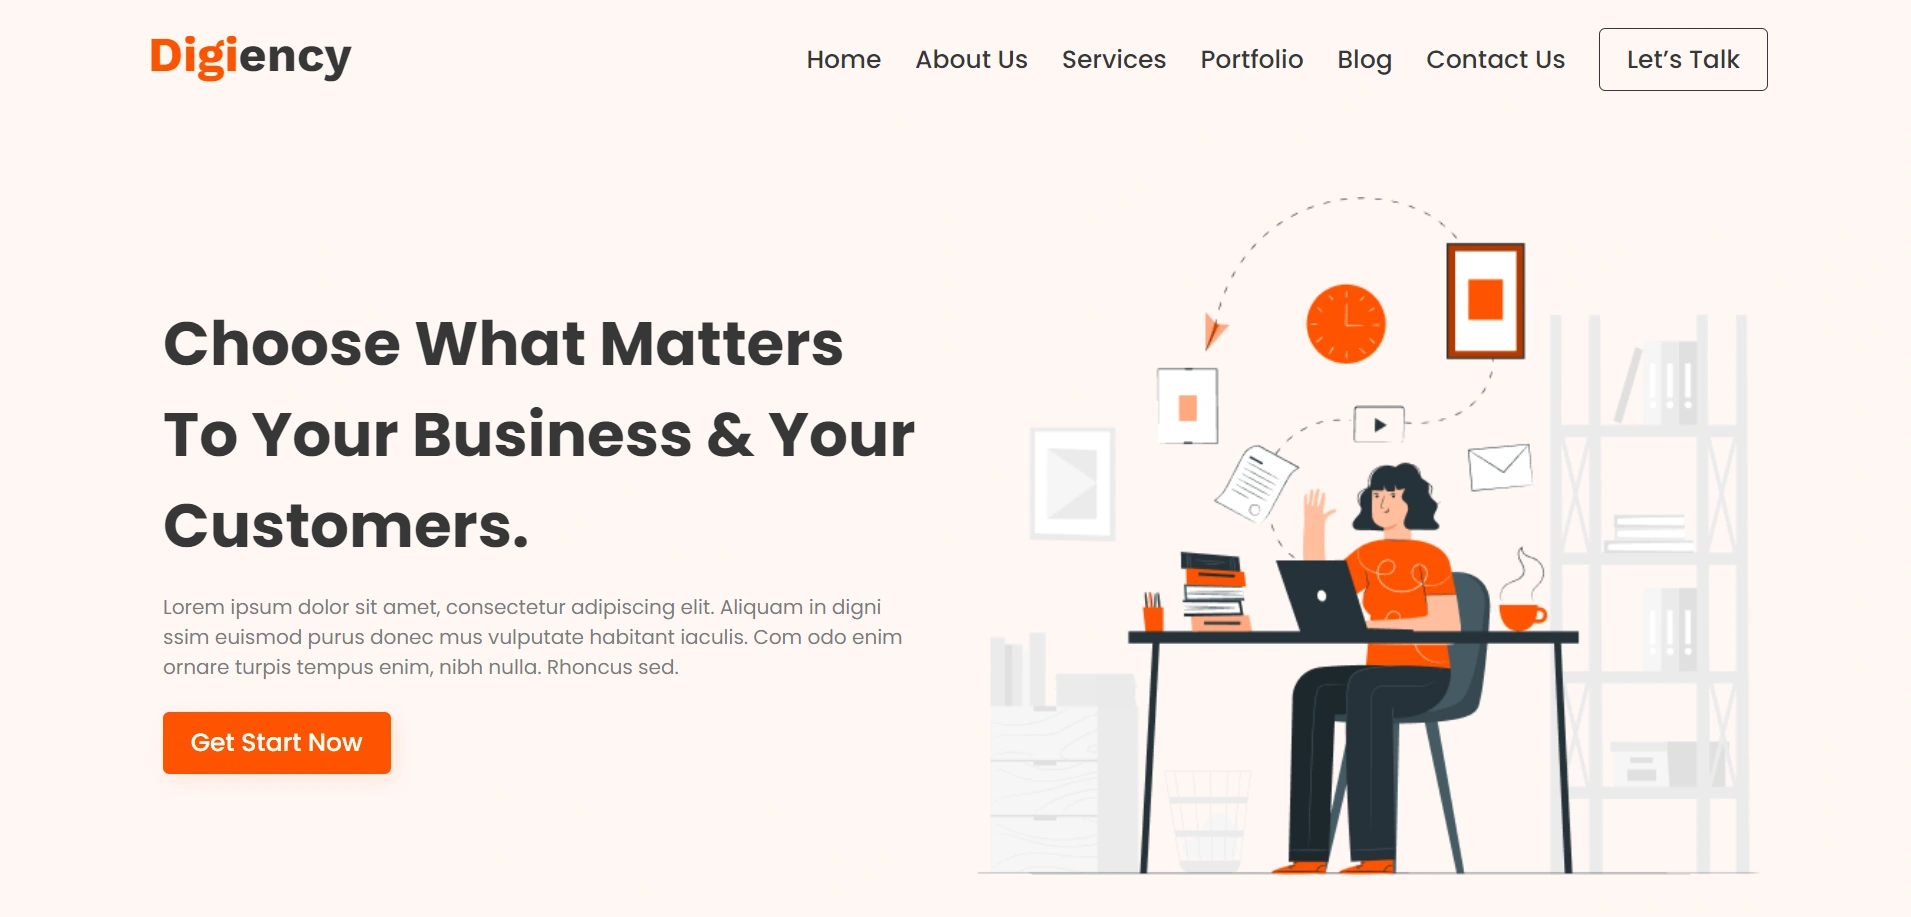 Digiency
Home About Us Services Portfolio Blog Contact Us Let’s Talk
Choose What Matters
To Your Business & Your
Customers.
Lorem ipsum dolor sit amet, consectetur adipiscing elit. Aliquam in digni
ssim euismod purus donec mus vulputate habitant iaculis. Com odo enim
ornare turpis tempus enim, nibh nulla. Rhoncus sed.
Get Start Now